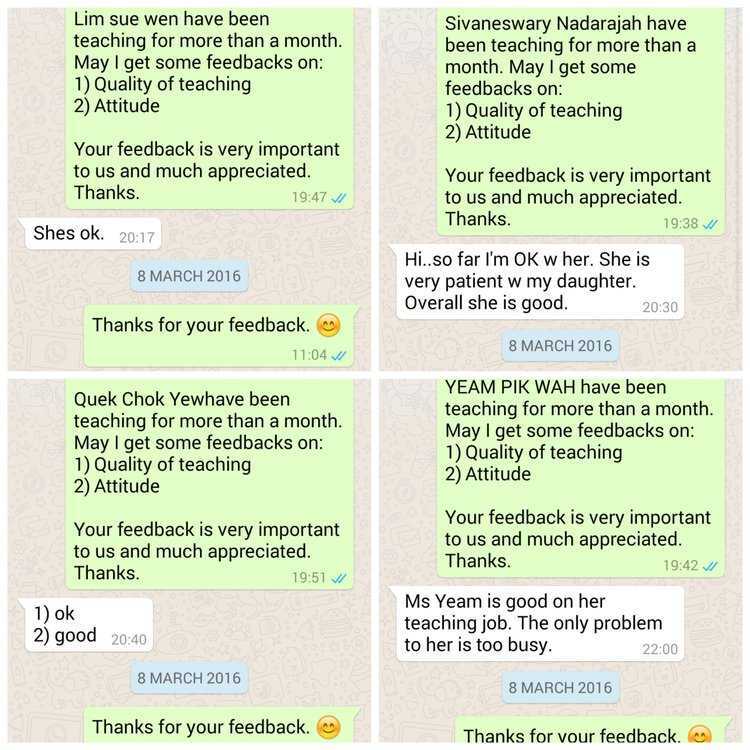 Lim sue wen have been
teaching for more than a month.
May I get some feedbacks on:
1) Quality of teaching
2) Attitude
Your feedback is very important
to us and much appreciated.
Thanks.
19:47
Shes ok.
20:17
8 MARCH 2016
Thanks for your feedback. 😊
11:04
Sivaneswary Nadarajah have
been teaching for more than a
month. May I get some
feedbacks on:
1) Quality of teaching
2) Attitude
Your feedback is very important
to us and much appreciated.
Thanks.
19:38
Hi..so far I'm OK w her. She is
very patient w my daughter.
Overall she is good.
20:30
8 MARCH 2016
Quek Chok Yewhave been
teaching for more than a month.
May I get some feedbacks on:
1) Quality of teaching
2) Attitude
Your feedback is very important
to us and much appreciated.
Thanks.
19:51
1) ok
2) good
20:40
8 MARCH 2016
Thanks for your feedback. 😊
YEAM PIK WAH have been
teaching for more than a month.
May I get some feedbacks on:
1) Quality of teaching
2) Attitude
Your feedback is very important
to us and much appreciated.
Thanks.
19:42
Ms Yeam is good on her
teaching job. The only problem
to her is too busy.
22:00
8 MARCH 2016
Thanks for your feedback. 😊